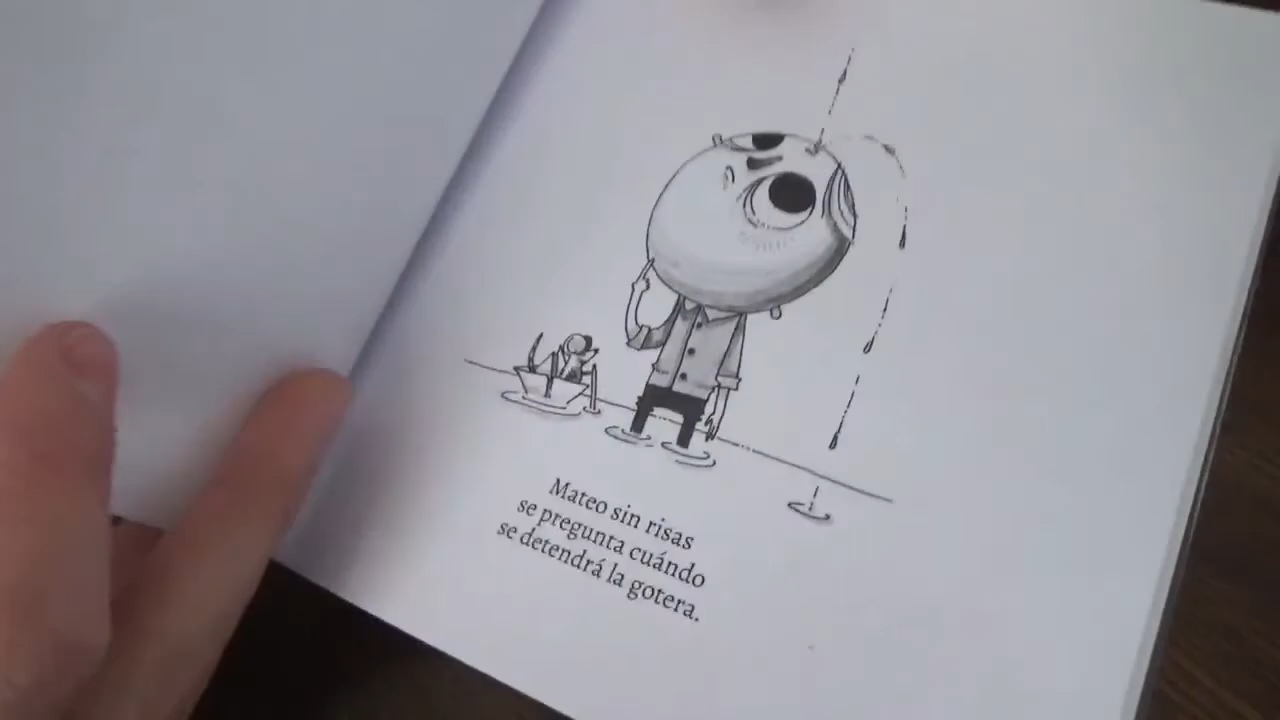 Mateo sin risas
se pregunta cuándo
se detendrá la gotera.